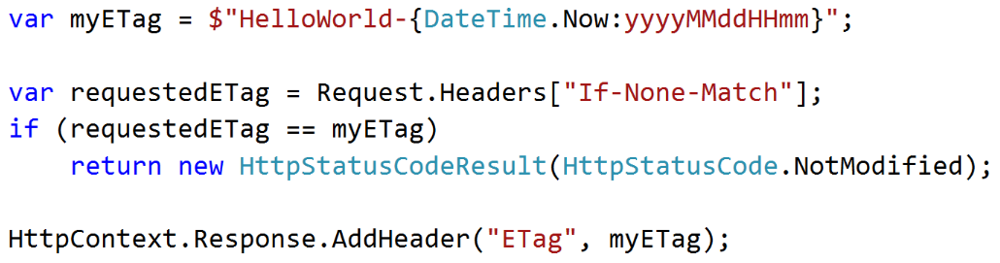 var myETag = $"HelloWorld-{DateTime.Now:yyyyMMddHHmm}";
var requestedETag = Request.Headers["If-None-Match"];
if (requestedETag == myETag)
return new HttpStatusCodeResult(HttpStatusCode.NotModified);
HttpContext.Response.AddHeader("ETag", myETag);